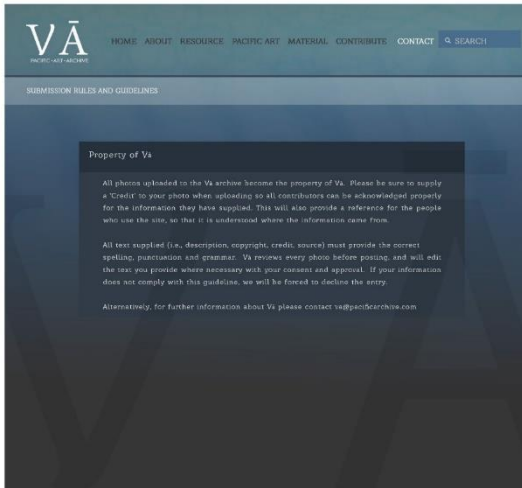 VĀ
PACIFIC-ART-ARCHIVE
HOME ABOUT RESOURCE PACIFIC ART MATERIAL CONTRIBUTE CONTACT SEARCH
SUBMISSION RULES AND GUIDELINES
Property of Vā
All photos uploaded to the Vā archive become the property of Vā. Please be sure to supply
a 'Credit' to your photo when uploading so all contributors can be acknowledged properly
for the information they have supplied. This will also provide a reference for the people
who use the site, so that it is understood where the information came from.
All text supplied (i.e., description, copyright, credit, source) must provide the correct
spelling, punctuation and grammar. Vā reviews every photo before posting, and will edit
the text you provide where necessary with your consent and approval. If your information
does not comply with this guideline, we will be forced to decline the entry.
Alternatively, for further information about Vā please contact va@pacificarchive.com